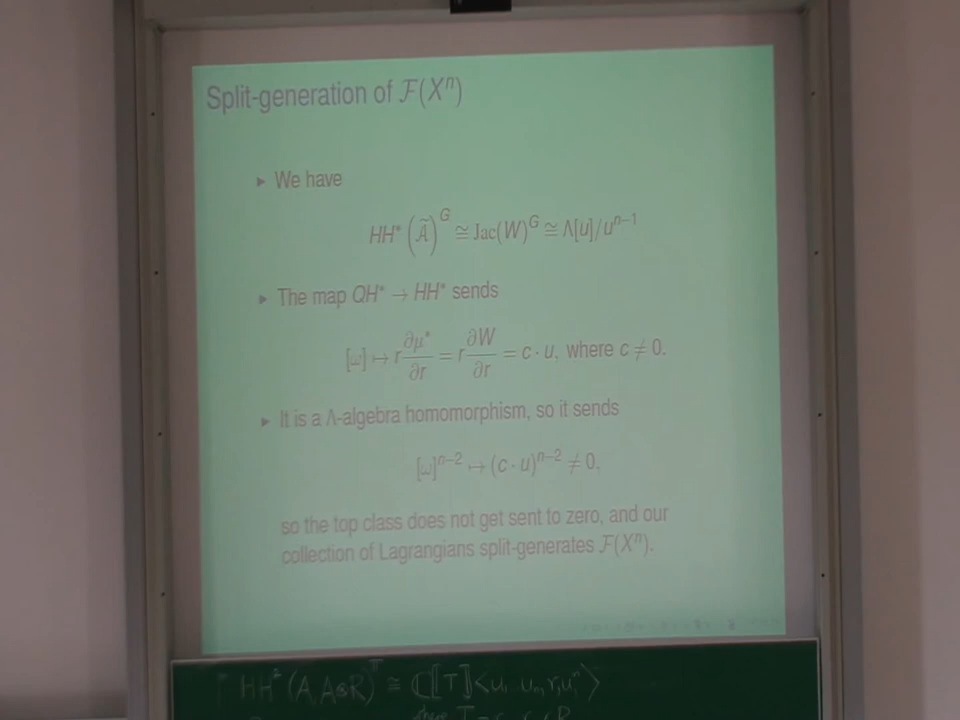 Split-generation of F(Xⁿ)
▸ We have
HH* (Ã)^G ≅ Jac(W)^G ≅ Λ[u]/u^{n−1}
▸ The map QH* → HH* sends
[ω] ↦ r ∂μ*/∂r = r ∂W/∂r = c · u, where c ≠ 0.
▸ It is a Λ-algebra homomorphism, so it sends
[ω]^{n−2} ↦ (c · u)^{n−2} ≠ 0.
so the top class does not get sent to zero, and our
collection of Lagrangians split-generates F(Xⁿ).